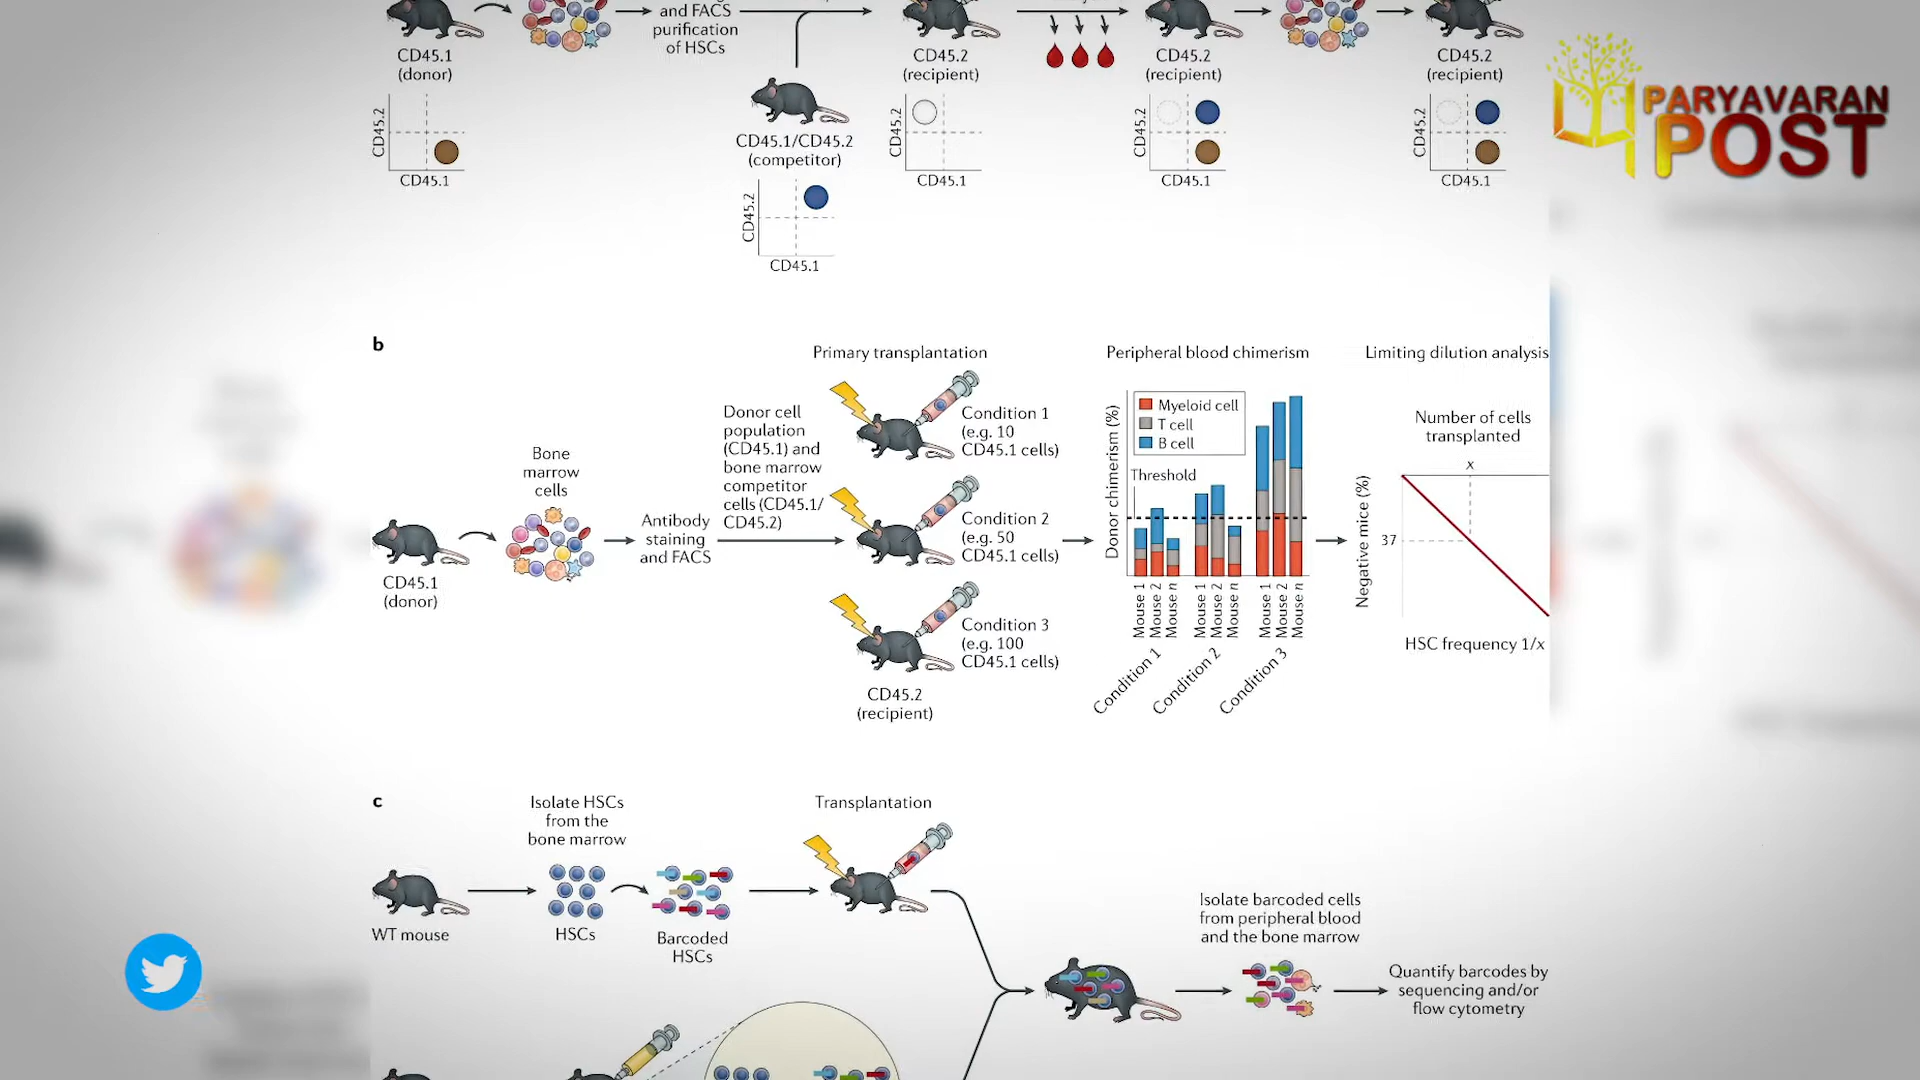 and FACS
purification
of HSCs
CD45.1
(donor)
CD45.2
(recipient)
CD45.2
(recipient)
CD45.2
(recipient)
PARYAVARAN
POST
CD45.2
CD45.1
CD45.1/CD45.2
(competitor)
CD45.2
CD45.1
CD45.2
CD45.1
CD45.2
CD45.1
CD45.2
CD45.1
b
Primary transplantation
Peripheral blood chimerism
Limiting dilution analysis
Bone
marrow
cells
CD45.1
(donor)
Antibody
staining
and FACS
Donor cell
population
(CD45.1) and
bone marrow
competitor
cells (CD45.1/
CD45.2)
Condition 1
(e.g. 10
CD45.1 cells)
Condition 2
(e.g. 50
CD45.1 cells)
Condition 3
(e.g. 100
CD45.1 cells)
CD45.2
(recipient)
Donor chimerism (%)
Myeloid cell
T cell
B cell
Threshold
Mouse 1
Mouse 2
Mouse n
Mouse 1
Mouse 2
Mouse n
Mouse 1
Mouse 2
Mouse n
Condition 1
Condition 2
Condition 3
Number of cells
transplanted
x
Negative mice (%)
37
HSC frequency 1/x
c
Isolate HSCs
from the
bone marrow
Transplantation
WT mouse
HSCs
Barcoded
HSCs
Isolate barcoded cells
from peripheral blood
and the bone marrow
Quantify barcodes by
sequencing and/or
flow cytometry